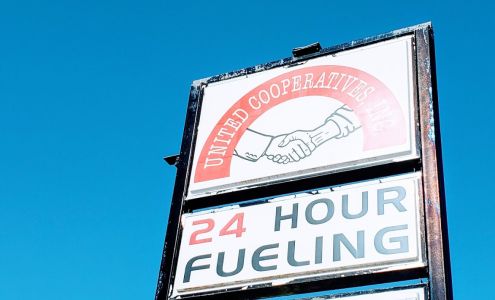 UNITED COOPERATIVES INC
24 HOUR
FUELING